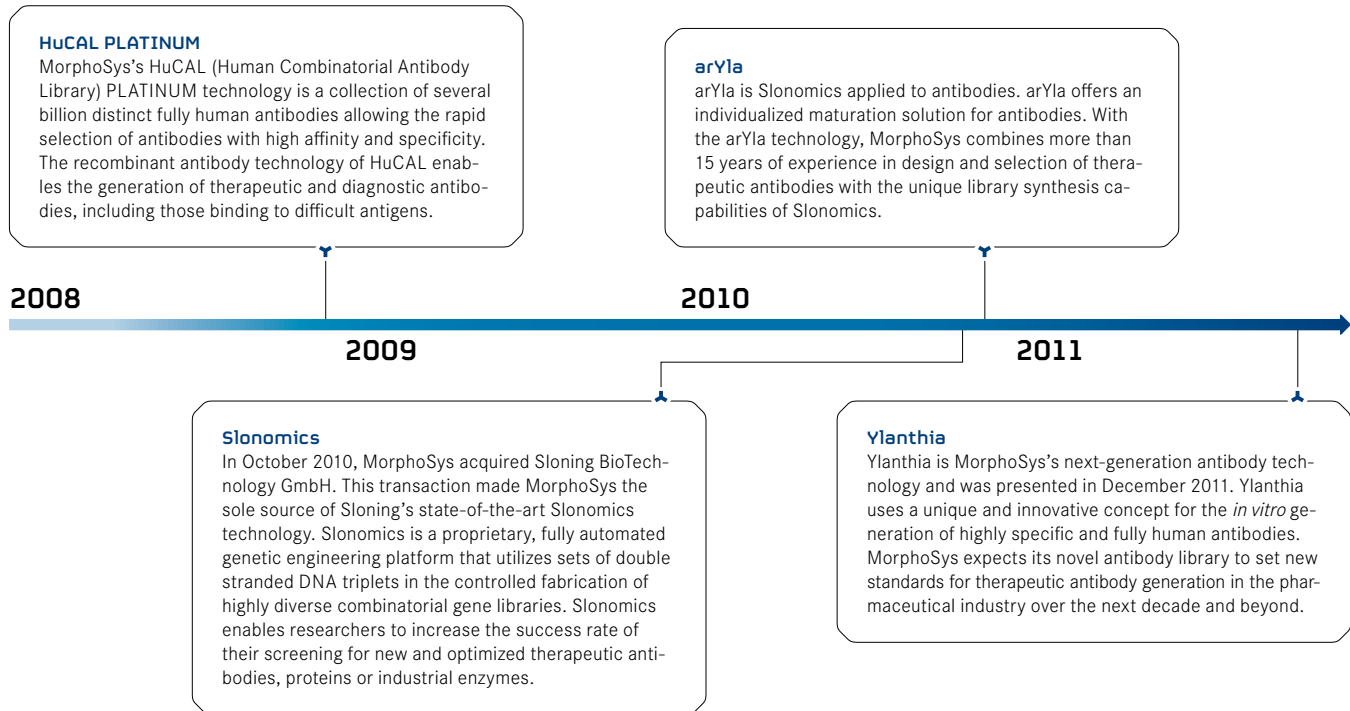 HuCAL PLATINUM
MorphoSys's HuCAL (Human Combinatorial Antibody
Library) PLATINUM technology is a collection of several
billion distinct fully human antibodies allowing the rapid
selection of antibodies with high affinity and specificity.
The recombinant antibody technology of HuCAL enab-
les the generation of therapeutic and diagnostic antibo-
dies, including those binding to difficult antigens.
arYla
arYla is Slonomics applied to antibodies. arYla offers an
individualized maturation solution for antibodies. With
the arYla technology, MorphoSys combines more than
15 years of experience in design and selection of thera-
peutic antibodies with the unique library synthesis ca-
pabilities of Slonomics.
2008
2010
2009
2011
Slonomics
In October 2010, MorphoSys acquired Sloning BioTech-
nology GmbH. This transaction made MorphoSys the
sole source of Sloning's state-of-the-art Slonomics
technology. Slonomics is a proprietary, fully automated
genetic engineering platform that utilizes sets of double
stranded DNA triplets in the controlled fabrication of
highly diverse combinatorial gene libraries. Slonomics
enables researchers to increase the success rate of
their screening for new and optimized therapeutic anti-
bodies, proteins or industrial enzymes.
Ylanthia
Ylanthia is MorphoSys's next-generation antibody tech-
nology and was presented in December 2011. Ylanthia
uses a unique and innovative concept for the in vitro ge-
neration of highly specific and fully human antibodies.
MorphoSys expects its novel antibody library to set new
standards for therapeutic antibody generation in the phar-
maceutical industry over the next decade and beyond.